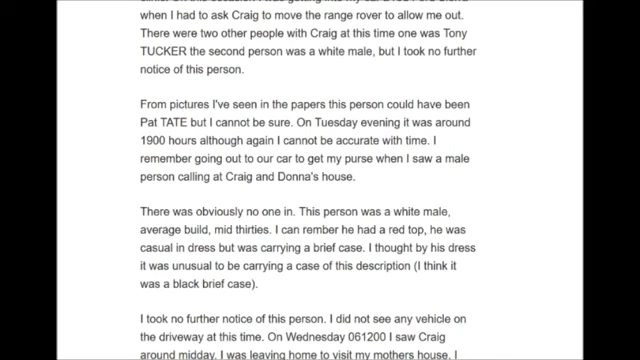 when I had to ask Craig to move the range rover to allow me out.
There were two other people with Craig at this time one was Tony
TUCKER the second person was a white male, but I took no further
notice of this person.
From pictures I've seen in the papers this person could have been
Pat TATE but I cannot be sure. On Tuesday evening it was around
1900 hours although again I cannot be accurate with time. I
remember going out to our car to get my purse when I saw a male
person calling at Craig and Donna's house.
There was obviously no one in. This person was a white male,
average build, mid thirties. I can rember he had a red top, he was
casual in dress but was carrying a brief case. I thought by his dress
it was unusual to be carrying a case of this description (I think it
was a black brief case).
I took no further notice of this person. I did not see any vehicle on
the driveway at this time. On Wednesday 061200 I saw Craig
around midday. I was leaving home to visit my mothers house. I